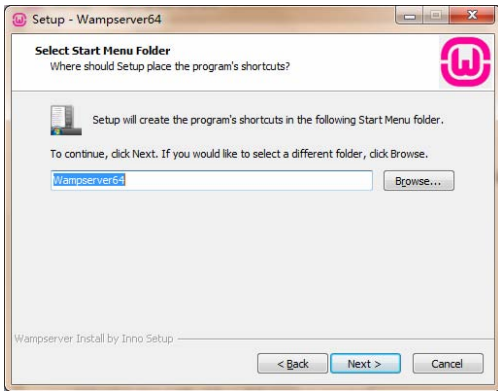 Setup - Wampserver64
Select Start Menu Folder
Where should Setup place the program's shortcuts?
Setup will create the program's shortcuts in the following Start Menu folder.
To continue, click Next. If you would like to select a different folder, click Browse.
Wampserver64
Browse...
Wampserver Install by Inno Setup
< Back
Next >
Cancel